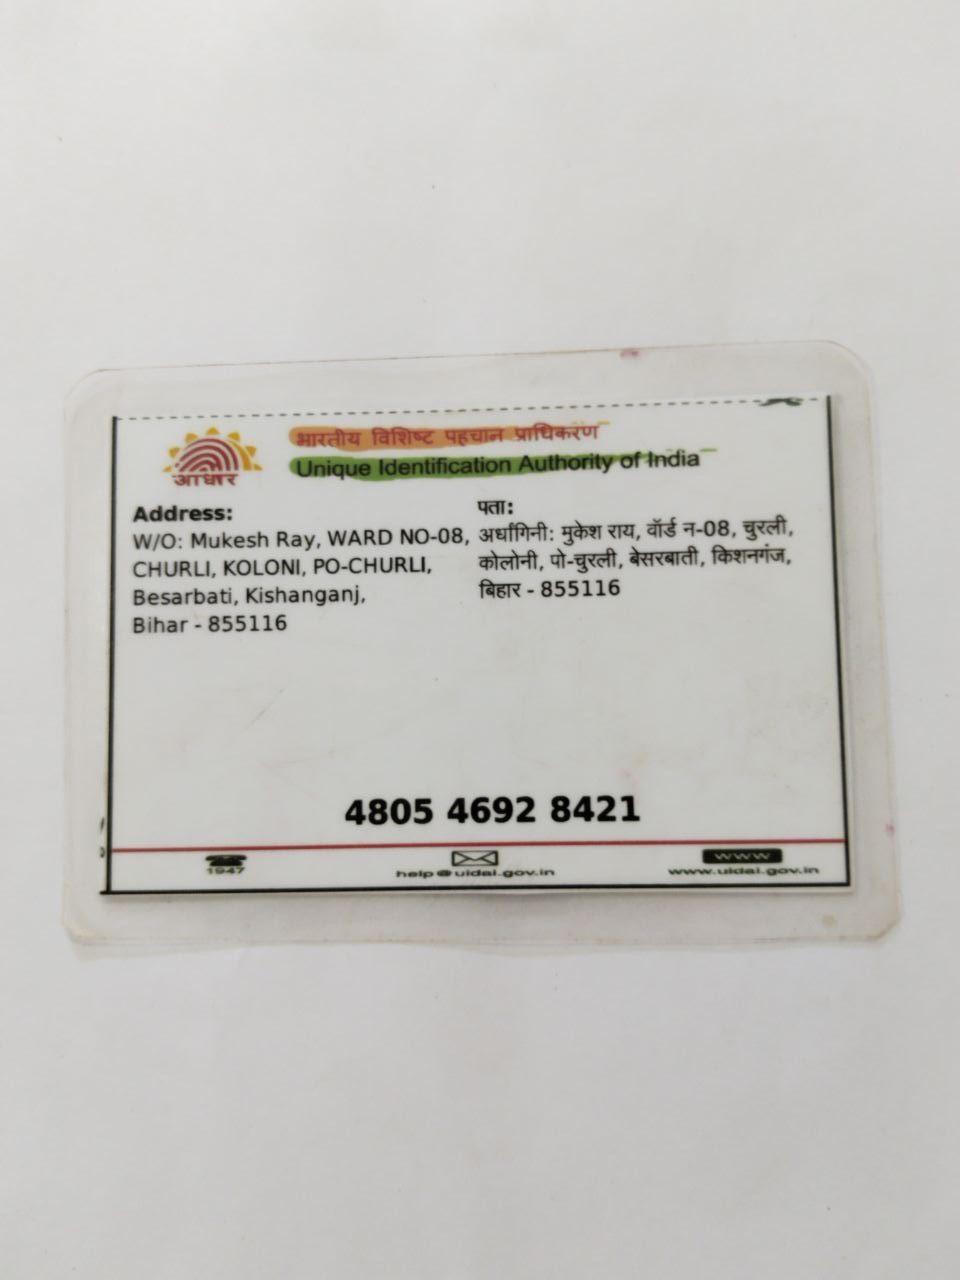 आधार
भारतीय विशिष्ट पहचान प्राधिकरण
Unique Identification Authority of India
Address:
W/O: Mukesh Ray, WARD NO-08,
CHURLI, KOLONI, PO-CHURLI,
Besarbati, Kishanganj,
Bihar - 855116
पता:
अर्धांगिनी: मुकेश राय, वॉर्ड न-08, चुरली,
कोलोनी, पो-चुरली, बेसरबाती, किशनगंज,
बिहार - 855116
4805 4692 8421
1947
help@uidai.gov.in
www
www.uidai.gov.in